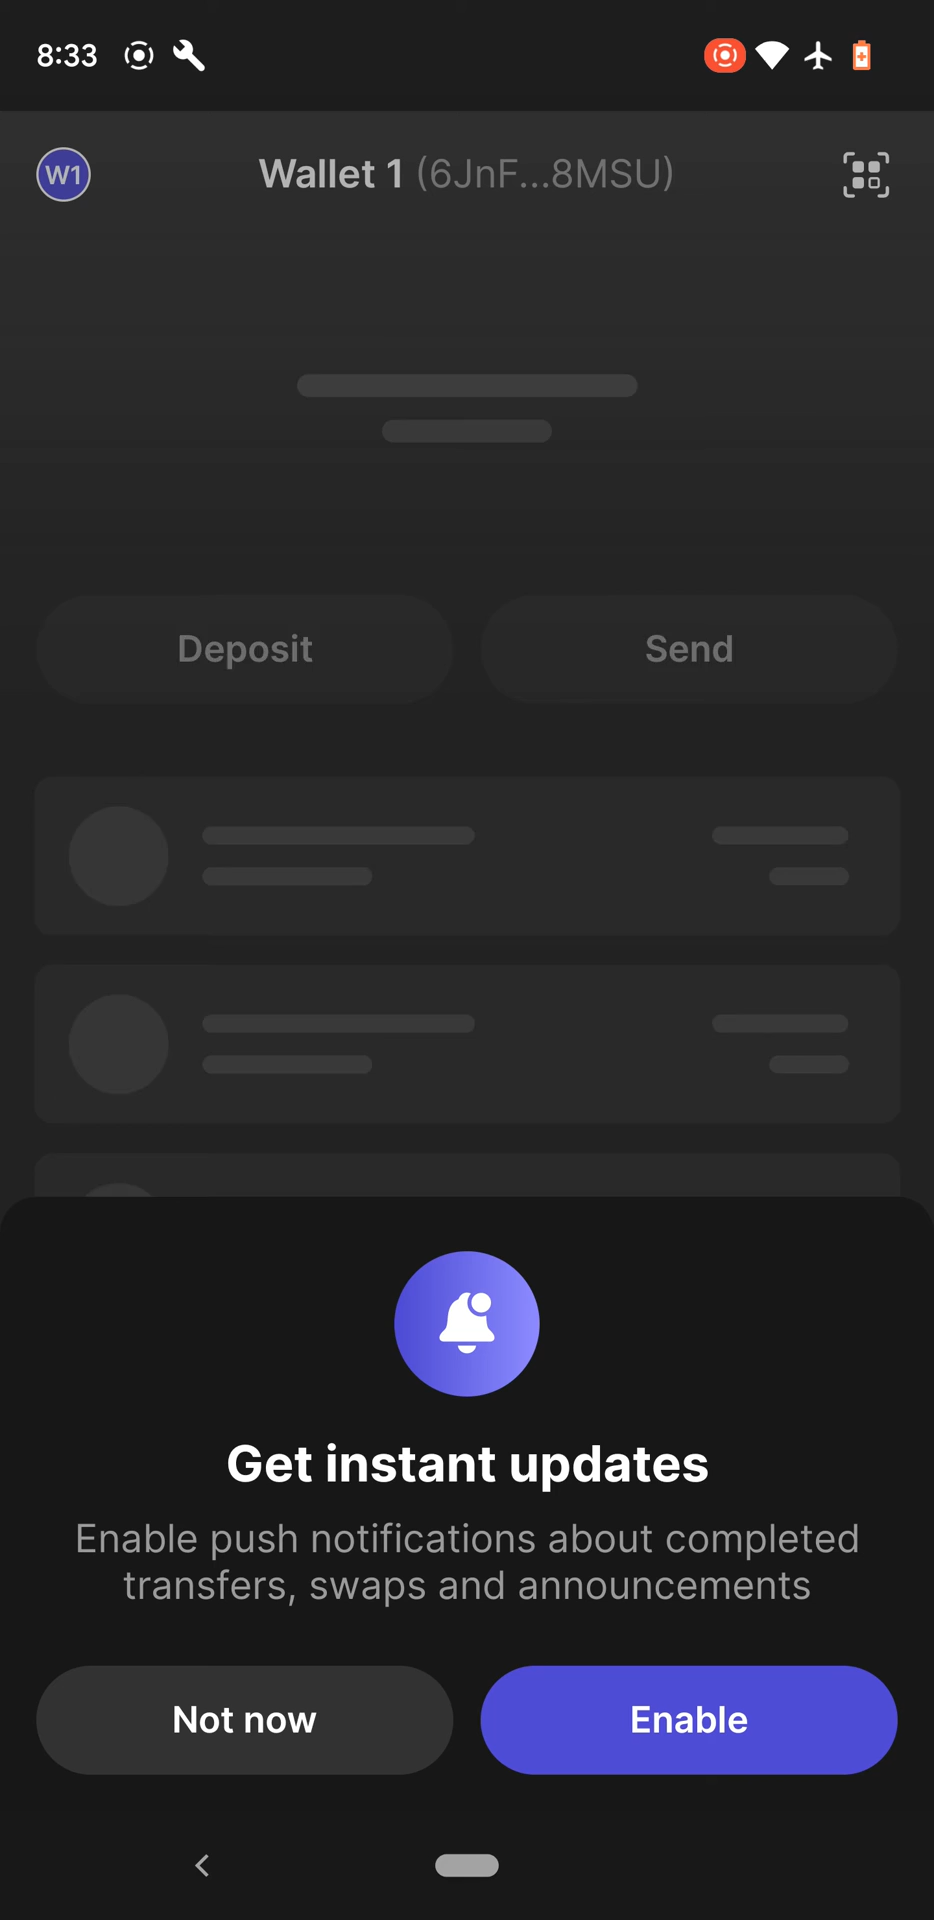 8:33
W1
Wallet 1 (6JnF...8MSU)
Deposit
Send
Get instant updates
Enable push notifications about completed
transfers, swaps and announcements
Not now
Enable